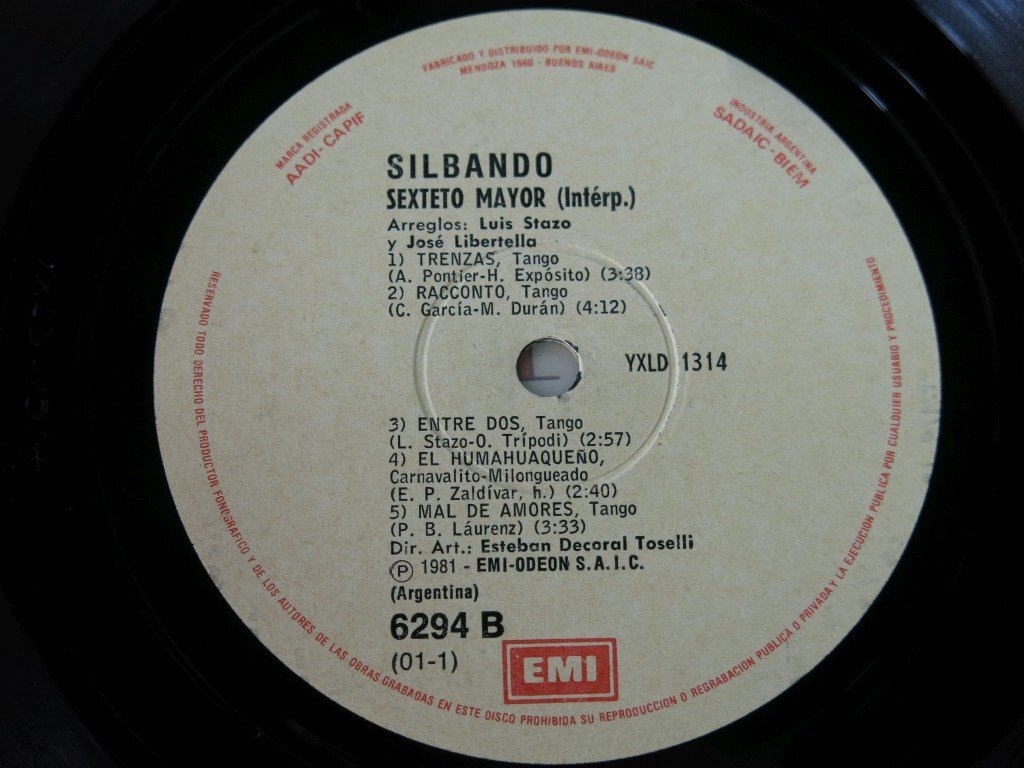 FABRICADO Y DISTRIBUIDO POR EMI-ODEON SAIC
MENDOZA 1660 - BUENOS AIRES
MARCA REGISTRADA
AADI-CAPIF
INDUSTRIA ARGENTINA
SADAIC-BIEM
SILBANDO
SEXTETO MAYOR (Intérp.)
Arreglos: Luis Stazo
y José Libertella
1) TRENZAS, Tango
(A. Pontier-H. Expósito) (3:38)
2) RACCONTO, Tango
(C. García-M. Durán) (4:12)
YXLD 1314
3) ENTRE DOS, Tango
(L. Stazo-O. Trípodi) (2:57)
4) EL HUMAHUAQUEÑO,
Carnavalito-Milongueado
(E. P. Zaldívar, h.) (2:40)
5) MAL DE AMORES, Tango
(P. B. Láurenz) (3:33)
Dir. Art.: Esteban Decoral Toselli
Ⓟ 1981 - EMI-ODEON S.A.I.C.
(Argentina)
6294 B
(01-1)
EMI
RESERVADO TODO DERECHO DEL PRODUCTOR FONOGRAFICO Y DE LOS AUTORES DE LAS OBRAS GRABADAS EN ESTE DISCO PROHIBIDA SU REPRODUCCION O REGRABACION PUBLICA O PRIVADA Y LA EJECUCION PUBLICA POR CUALQUIER USUARIO Y PROCEDIMIENTO